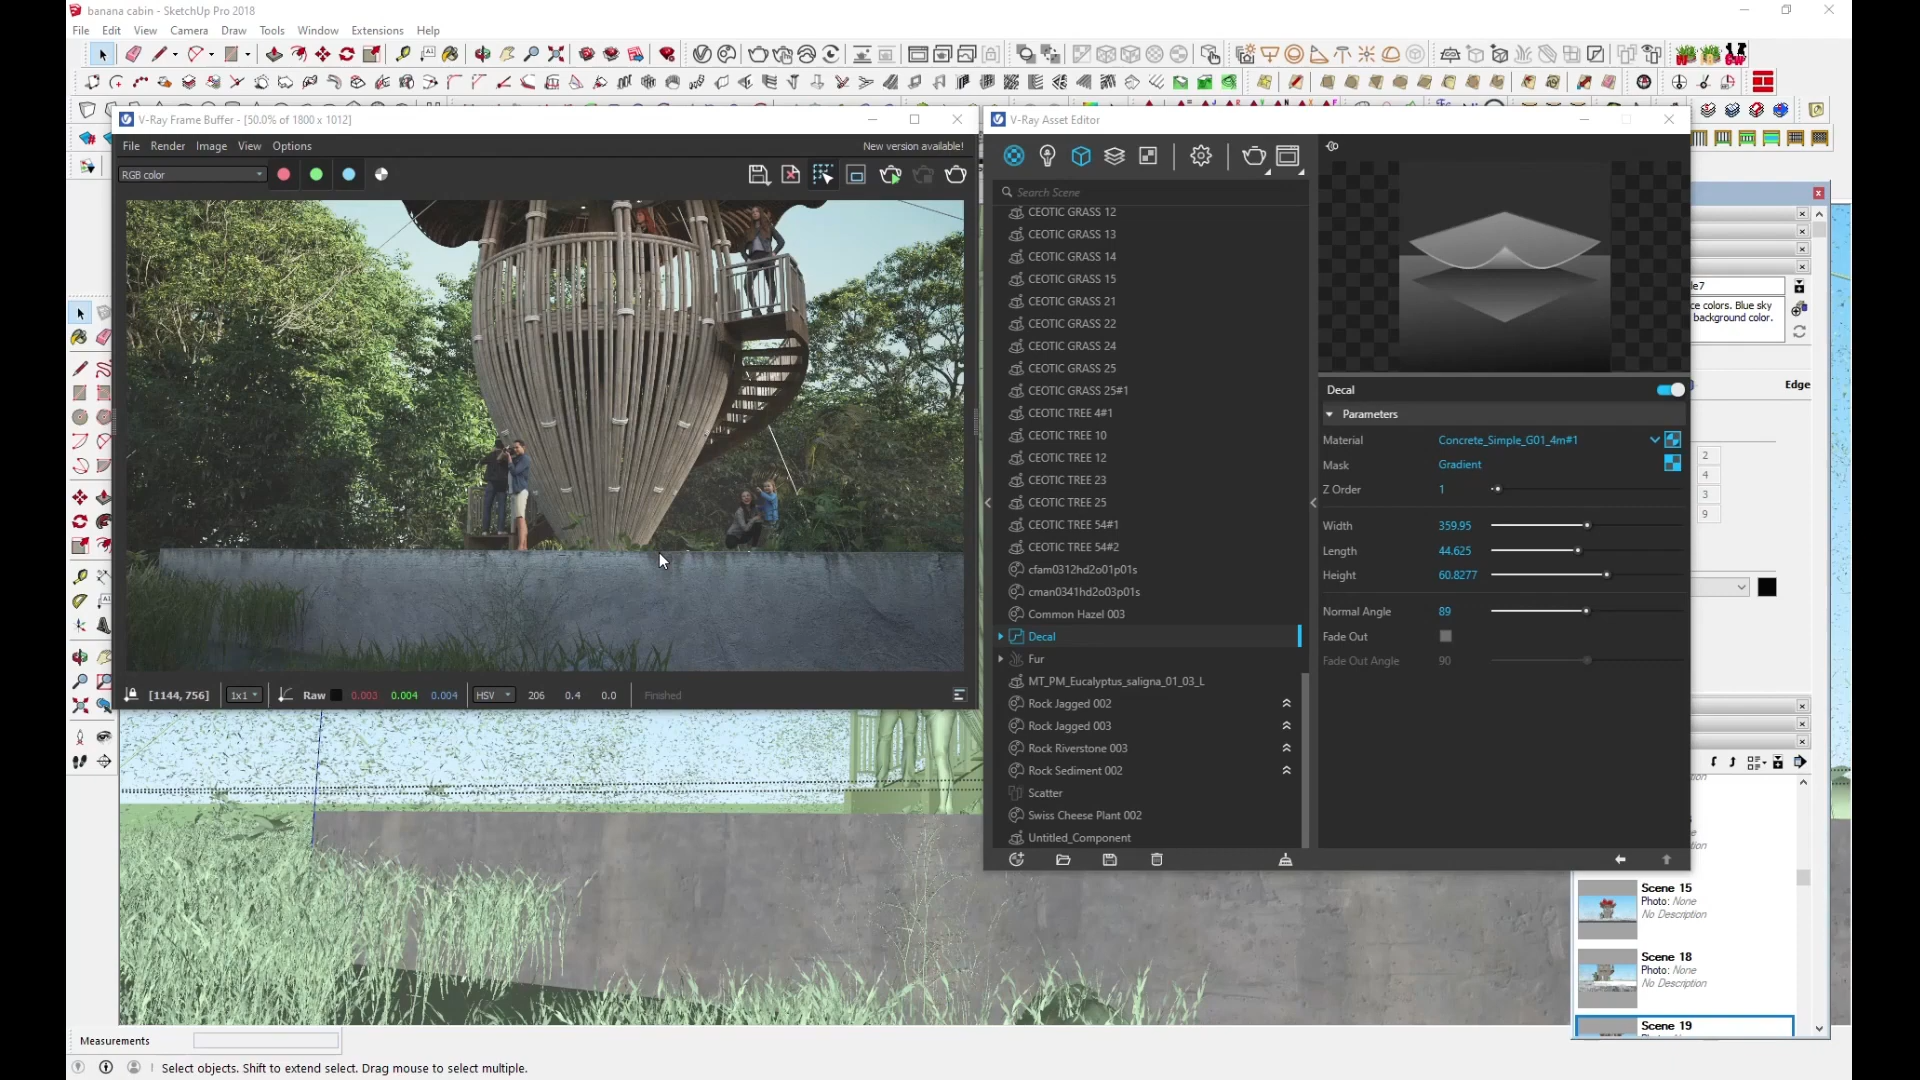 banana cabin - SketchUp Pro 2018
File Edit View Camera Draw Tools Window Extensions Help
V-Ray Frame Buffer - [50.0% of 1800 x 1012]
File Render Image View Options
New version available!
RGB color
[1144, 756]
1x1
Raw
0.003 0.004 0.004
HSV
206 0.4 0.0
Finished
V-Ray Asset Editor
Search Scene
CEOTIC GRASS 12
CEOTIC GRASS 13
CEOTIC GRASS 14
CEOTIC GRASS 15
CEOTIC GRASS 21
CEOTIC GRASS 22
CEOTIC GRASS 24
CEOTIC GRASS 25
CEOTIC GRASS 25#1
CEOTIC TREE 4#1
CEOTIC TREE 10
CEOTIC TREE 12
CEOTIC TREE 23
CEOTIC TREE 25
CEOTIC TREE 54#1
CEOTIC TREE 54#2
cfam0312hd2o01p01s
cman0341hd2o03p01s
Common Hazel 003
Decal
Fur
MT_PM_Eucalyptus_saligna_01_03_L
Rock Jagged 002
Rock Jagged 003
Rock Riverstone 003
Rock Sediment 002
Scatter
Swiss Cheese Plant 002
Untitled_Component
Decal
Parameters
Material Concrete_Simple_G01_4m#1
Mask Gradient
Z Order 1
Width 359.95
Length 44.625
Height 60.8277
Normal Angle 89
Fade Out
Fade Out Angle 90
le7
ce colors. Blue sky
background color.
Edge
2
4
3
9
Scene 15
Photo: None
No Description
Scene 18
Photo: None
No Description
Scene 19
Measurements
Select objects. Shift to extend select. Drag mouse to select multiple.